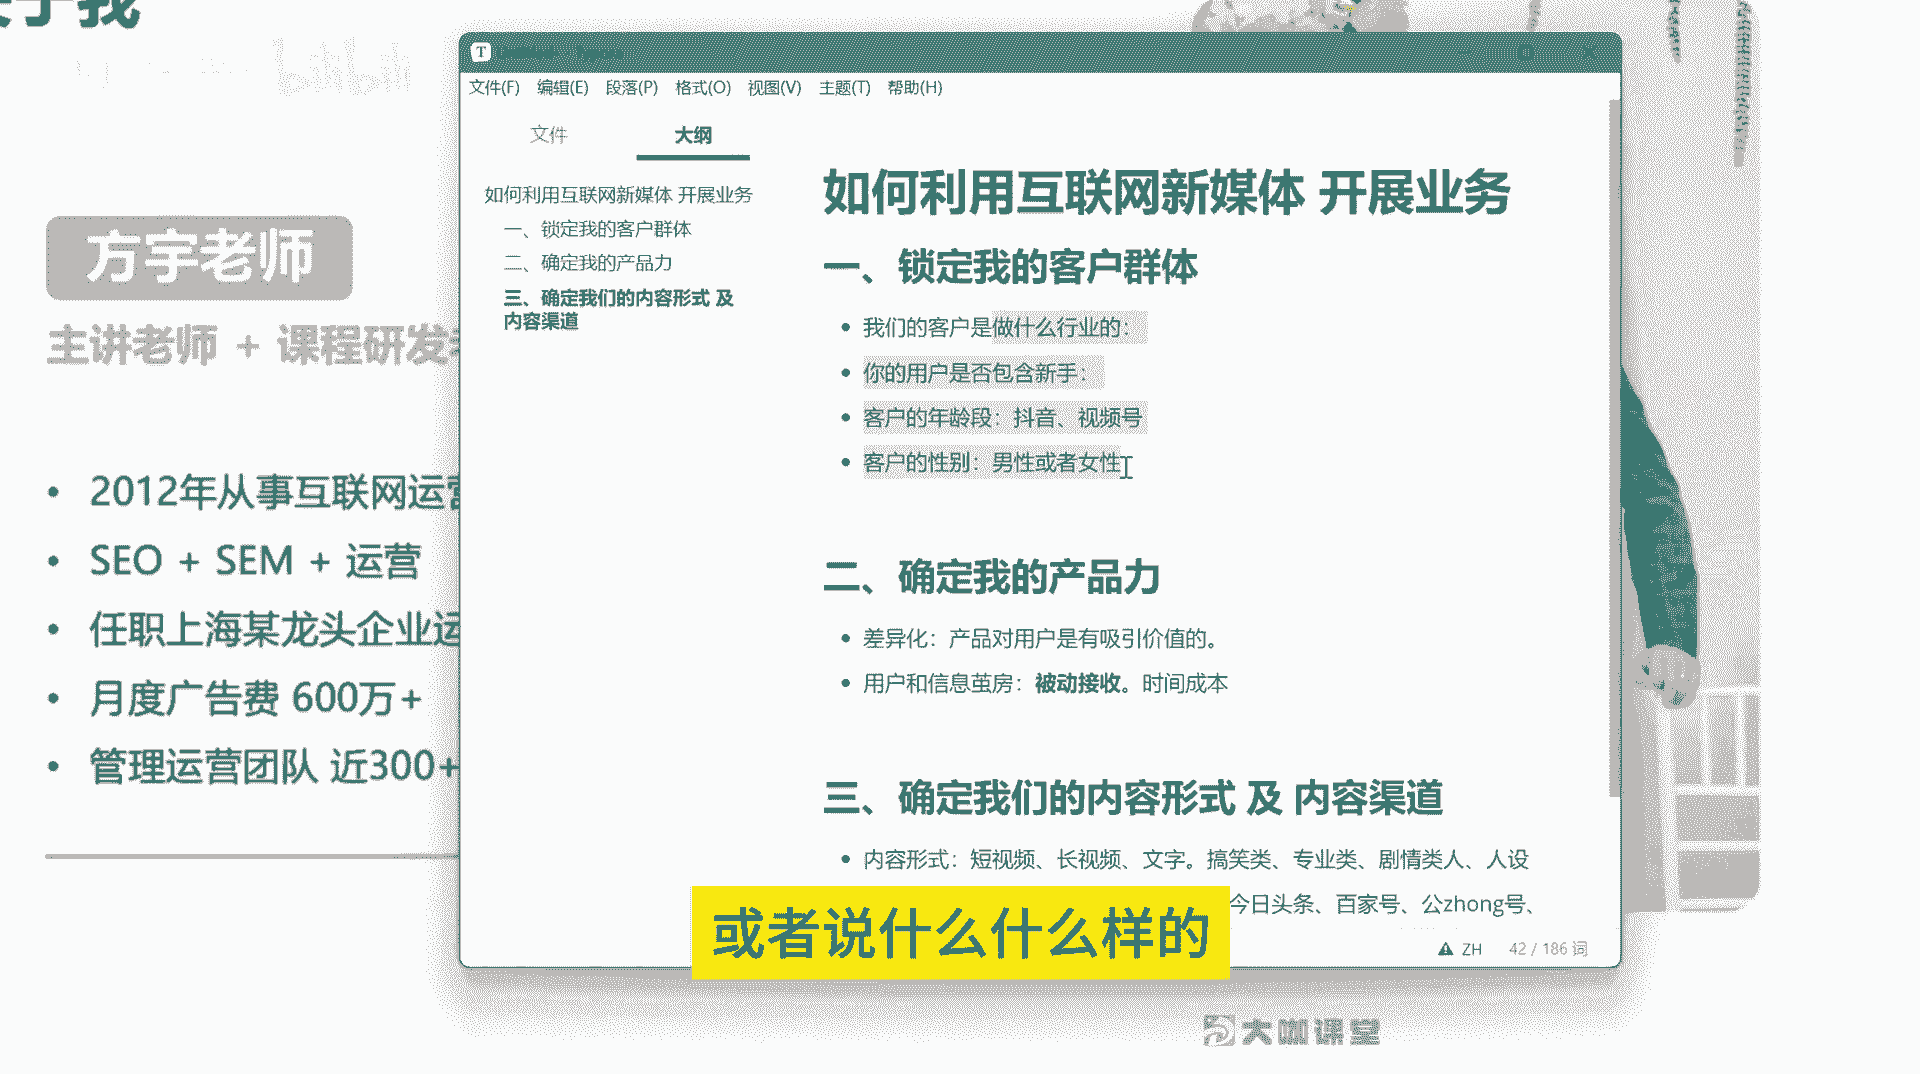 于我
bilibili
方宇老师
主讲老师 + 课程研发
• 2012年从事互联网运营
• SEO + SEM + 运营
• 任职上海某龙头企业运
• 月度广告费 600万+
• 管理运营团队 近300+
T
文件(F) 编辑(E) 段落(P) 格式(O) 视图(V) 主题(T) 帮助(H)
文件 大纲
如何利用互联网新媒体 开展业务
一、锁定我的客户群体
二、确定我的产品力
三、确定我们的内容形式 及
内容渠道
如何利用互联网新媒体 开展业务
一、锁定我的客户群体
• 我们的客户是做什么行业的：
• 你的用户是否包含新手：
• 客户的年龄段：抖音、视频号
• 客户的性别：男性或者女性
二、确定我的产品力
• 差异化：产品对用户是有吸引价值的。
• 用户和信息茧房：被动接收。时间成本
三、确定我们的内容形式 及 内容渠道
• 内容形式：短视频、长视频、文字。搞笑类、专业类、剧情类人、人设
今日头条、百家号、公zhong号、
或者说什么什么样的
ZH 42 / 186 词
大咖课堂